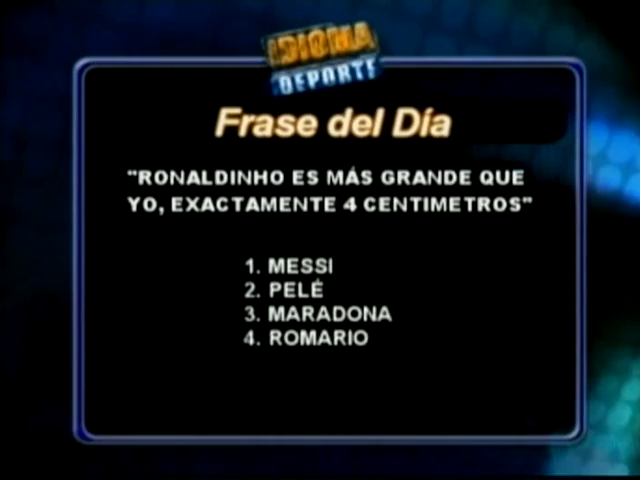 IDIOMA
DEPORTE
Frase del Día
"RONALDINHO ES MÁS GRANDE QUE
YO, EXACTAMENTE 4 CENTIMETROS"
1. MESSI
2. PELÉ
3. MARADONA
4. ROMARIO